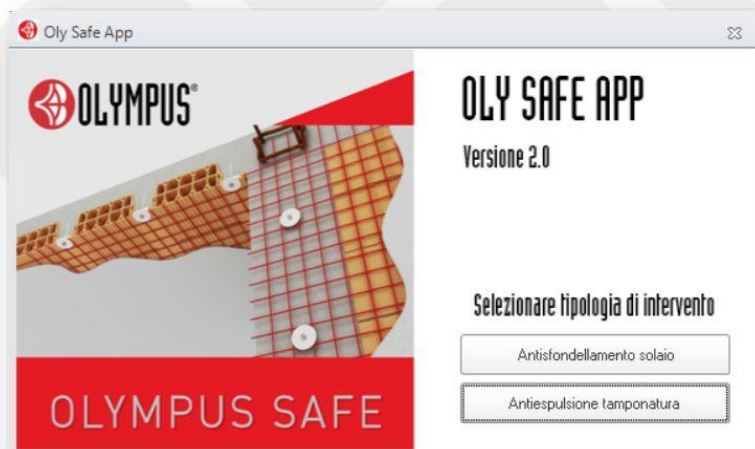 Oly Safe App
OLYMPUS®
OLY SAFE APP
Versione 2.0
Selezionare tipologia di intervento
Antisfondellamento solaio
Antiespulsione tamponatura
OLYMPUS SAFE